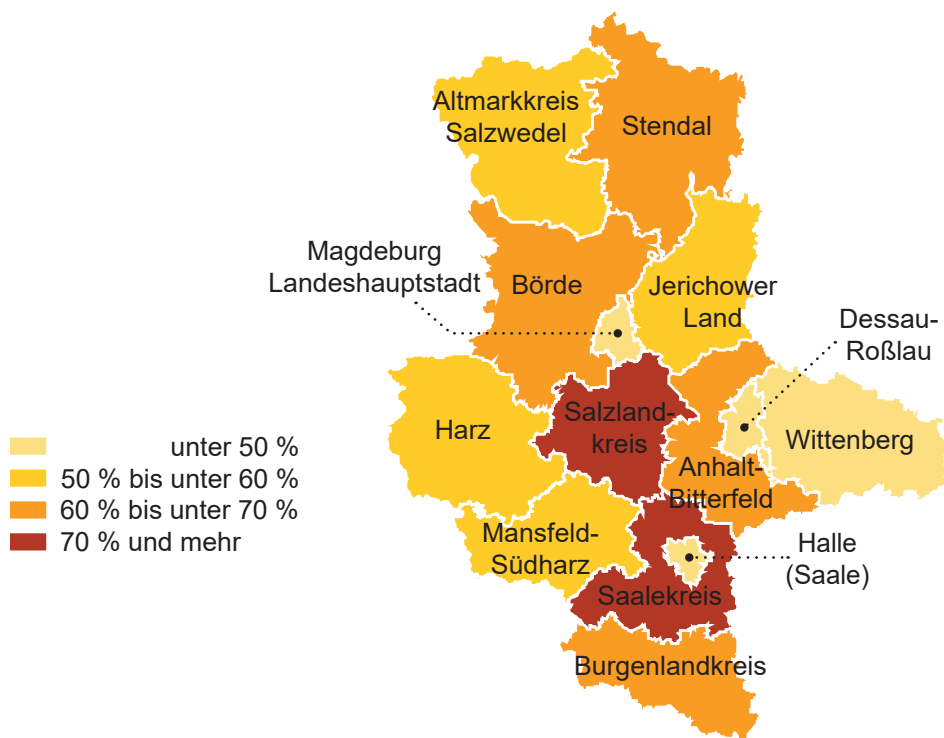 Altmarkkreis
Salzwedel
Stendal
Magdeburg
Landeshauptstadt
Börde
Jerichower
Land
Dessau-
Roßlau
Harz
Salzland-
kreis
Wittenberg
Anhalt-
Bitterfeld
unter 50 %
50 % bis unter 60 %
60 % bis unter 70 %
70 % und mehr
Mansfeld-
Südharz
Halle
(Saale)
Saalekreis
Burgenlandkreis